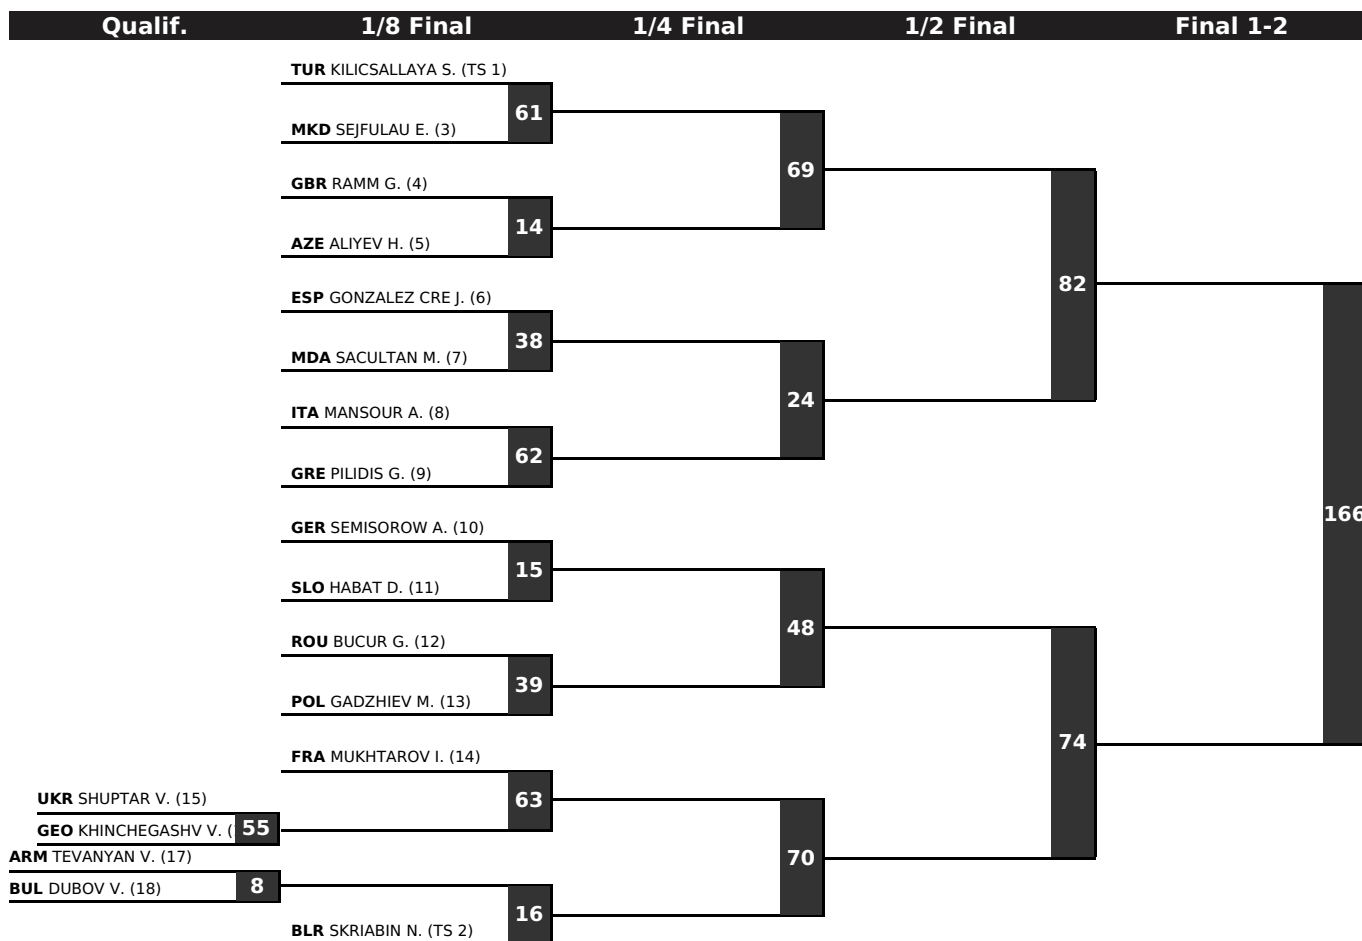 Qualif. 1/8 Final 1/4 Final 1/2 Final Final 1-2
TUR KILICSALLAYA S. (TS 1)
61
MKD SEJFULAU E. (3)
69
GBR RAMM G. (4)
14
AZE ALIYEV H. (5)
82
ESP GONZALEZ CRE J. (6)
38
MDA SACULTAN M. (7)
24
ITA MANSOUR A. (8)
62
GRE PILIDIS G. (9)
166
GER SEMISOROW A. (10)
15
SLO HABAT D. (11)
48
ROU BUCUR G. (12)
39
POL GADZHIEV M. (13)
74
FRA MUKHTAROV I. (14)
63
UKR SHUPTAR V. (15)
55
GEO KHINCHEGASHV V. (
ARM TEVANYAN V. (17)
70
8
BUL DUBOV V. (18)
16
BLR SKRIABIN N. (TS 2)